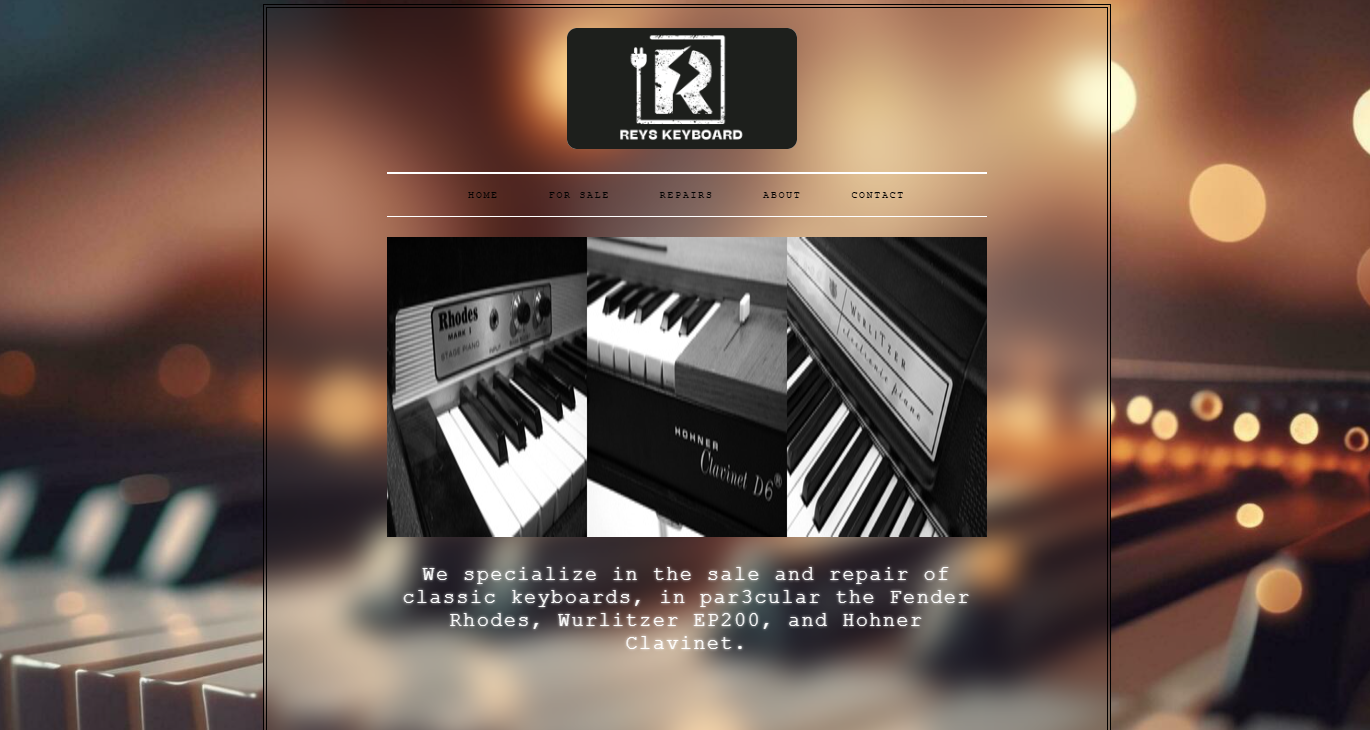 R
REYS KEYBOARD
HOME FOR SALE REPAIRS ABOUT CONTACT
Rhodes
MARK I
STAGE PIANO INPUT
HOHNER
Clavinet D6®
WURLITZER
electronic piano
We specialize in the sale and repair of
classic keyboards, in par3cular the Fender
Rhodes, Wurlitzer EP200, and Hohner
Clavinet.